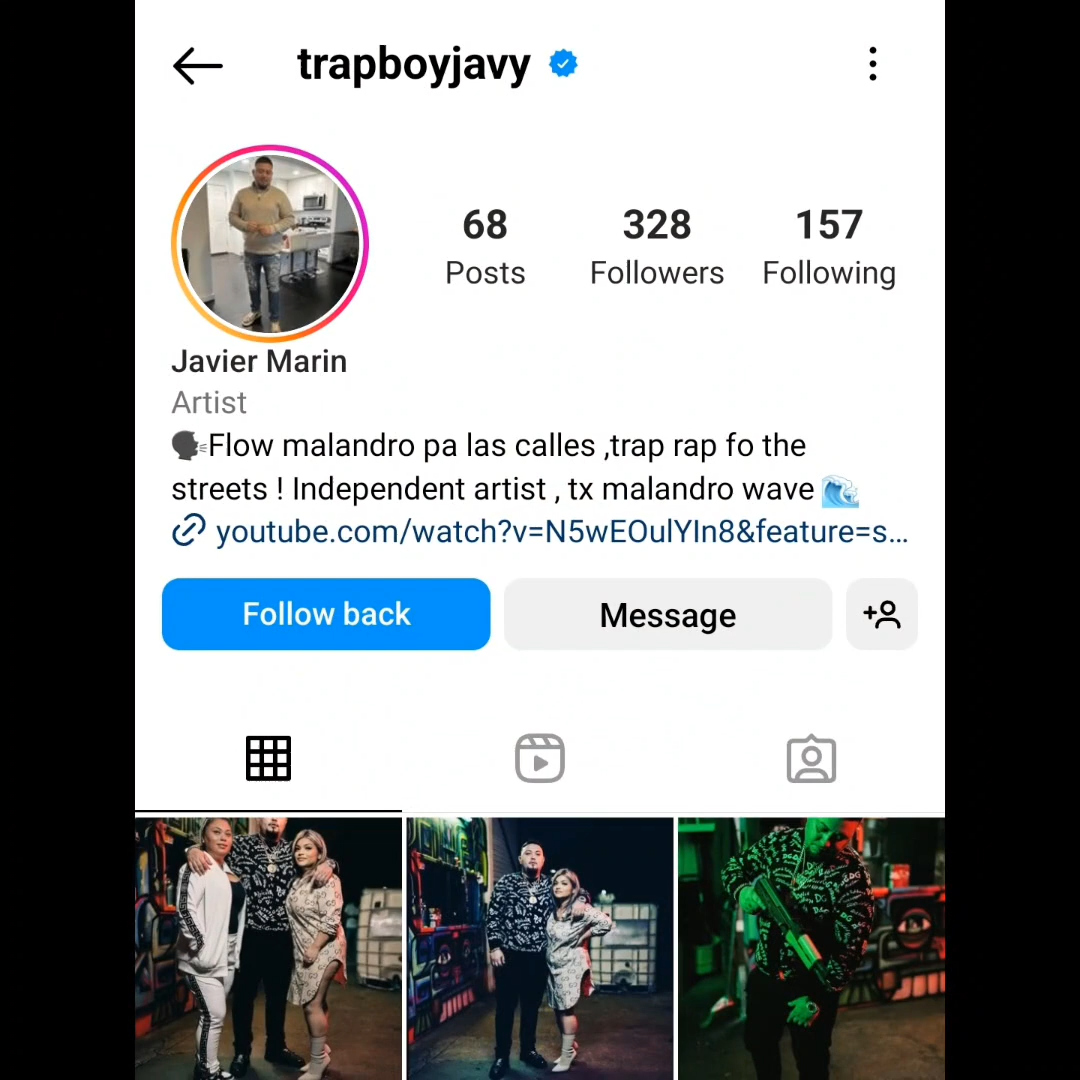 trapboyjavy
68 328 157
Posts Followers Following
Javier Marin
Artist
🗣️Flow malandro pa las calles ,trap rap fo the
streets ! Independent artist , tx malandro wave 🌊
youtube.com/watch?v=N5wEOulYIn8&feature=s...
Follow back Message